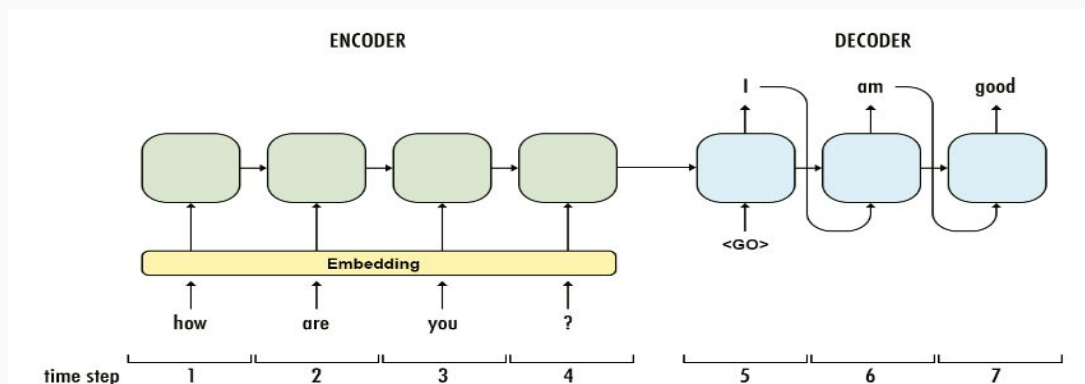 ENCODER DECODER
I am good
<GO>
Embedding
how are you ?
time step 1 2 3 4 5 6 7